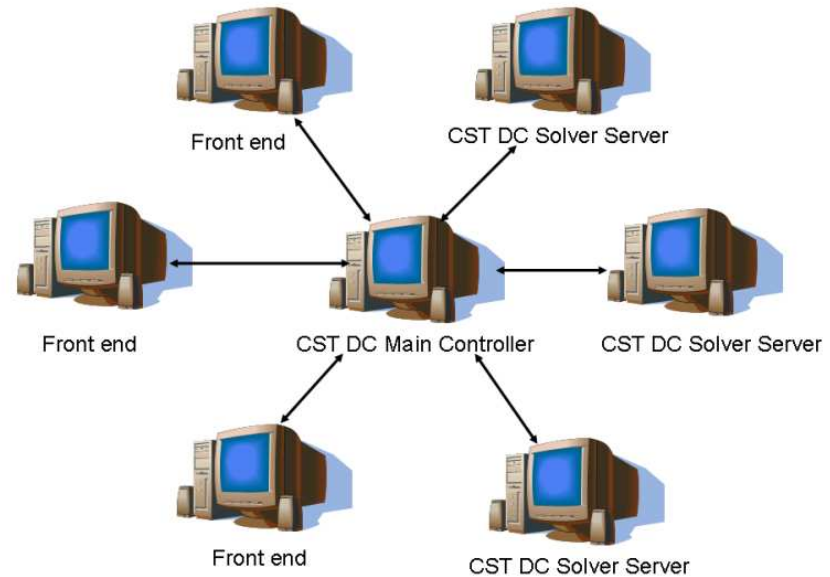 Front end
CST DC Solver Server
Front end
CST DC Main Controller
CST DC Solver Server
Front end
CST DC Solver Server